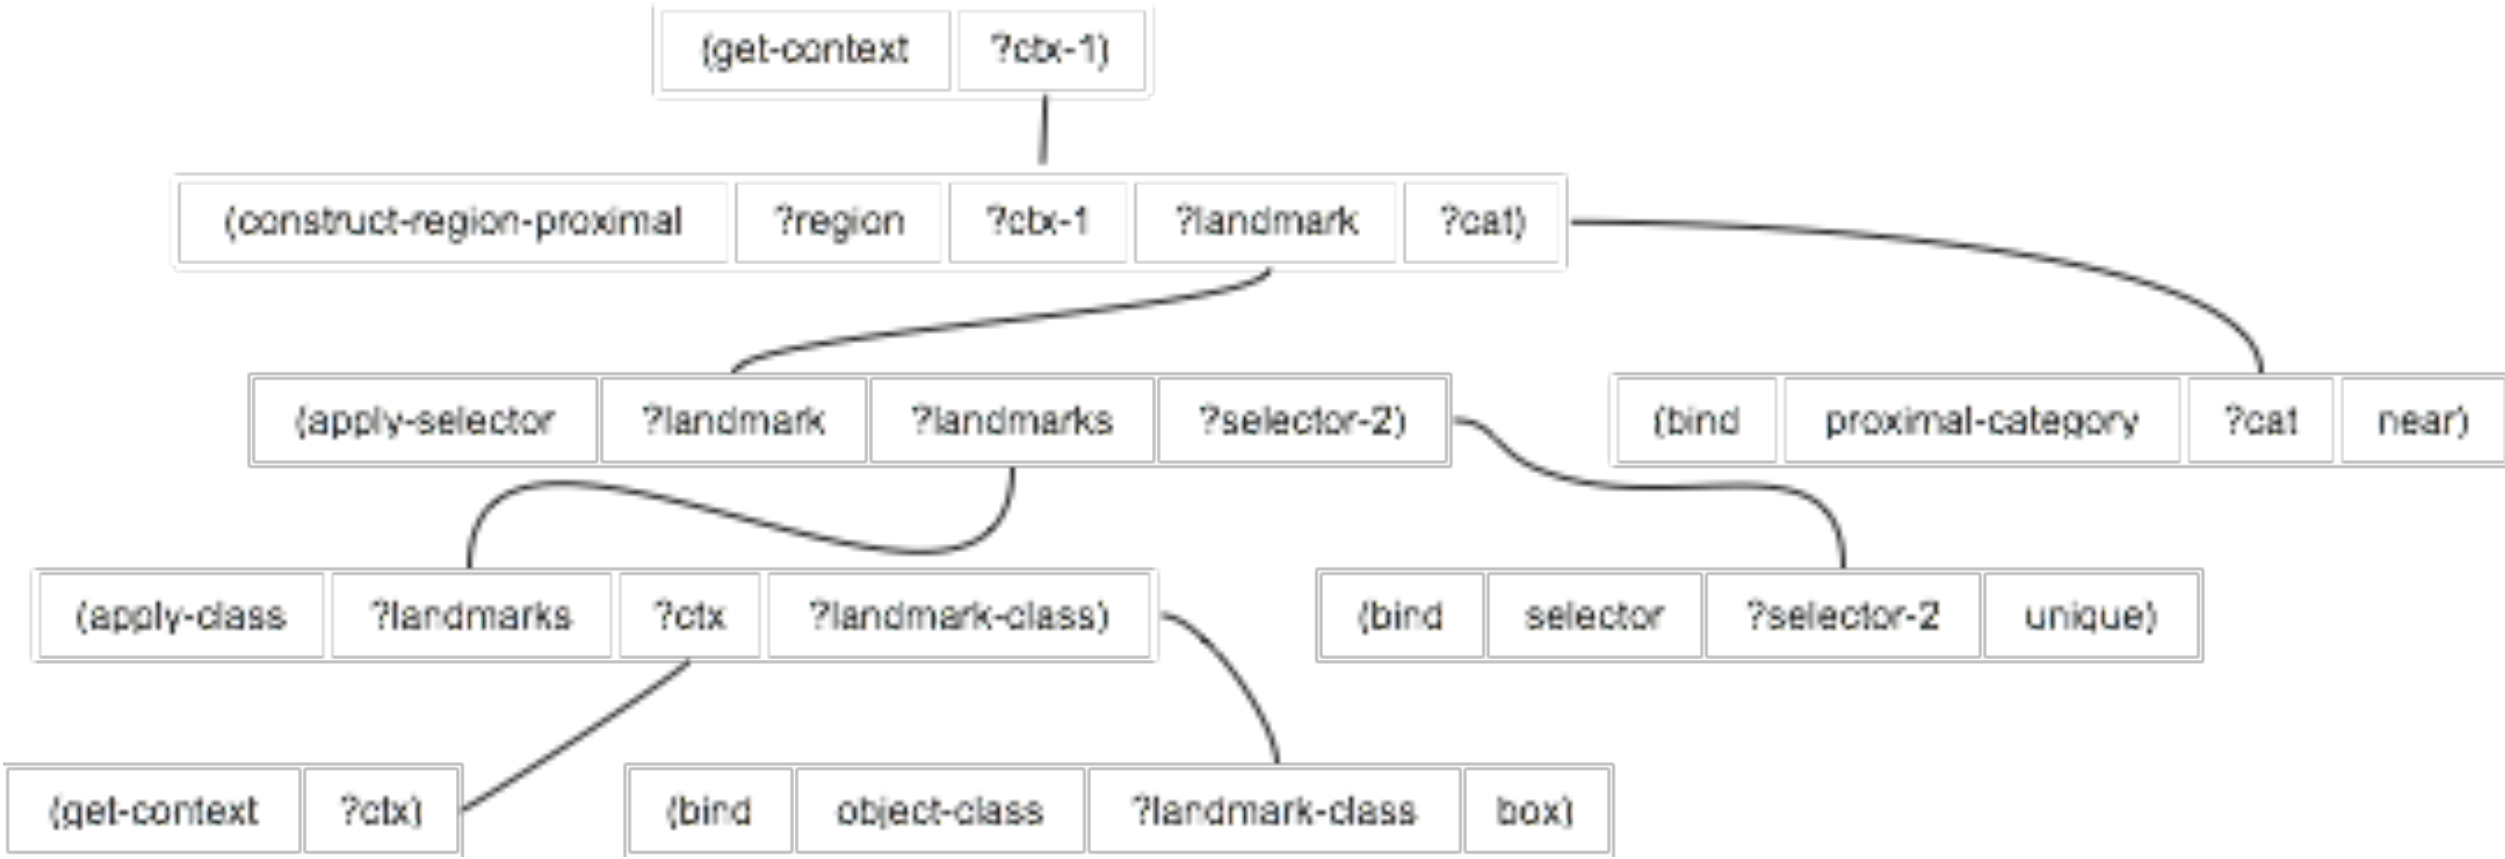 (get-context ?ctx-1)
(construct-region-proximal ?region ?ctx-1 ?landmark ?cat)
(apply-selector ?landmark ?landmarks ?selector-2) (bind proximal-category ?cat near)
(apply-class ?landmarks ?ctx ?landmark-class) (bind selector ?selector-2 unique)
(get-context ?ctx) (bind object-class ?landmark-class box)